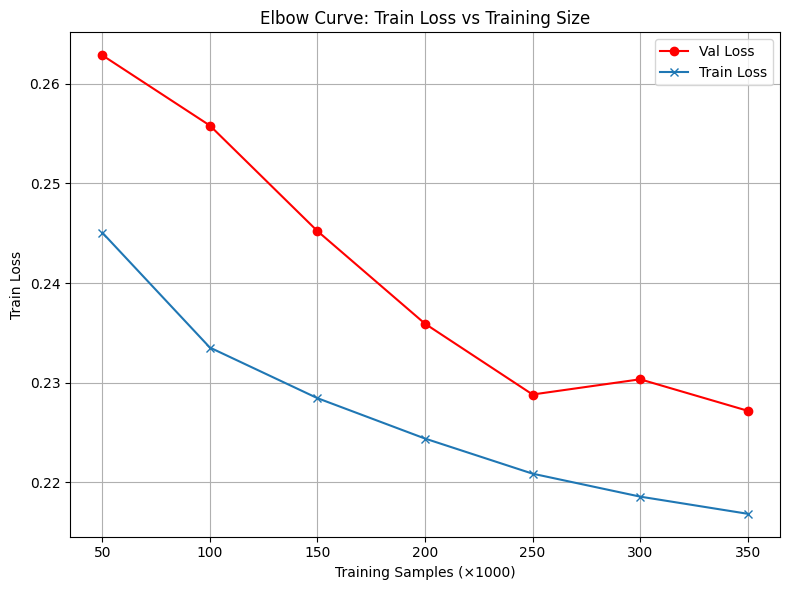 Elbow Curve: Train Loss vs Training Size
Val Loss
Train Loss
0.26
0.25
0.24
0.23
0.22
Train Loss
50 100 150 200 250 300 350
Training Samples (×1000)